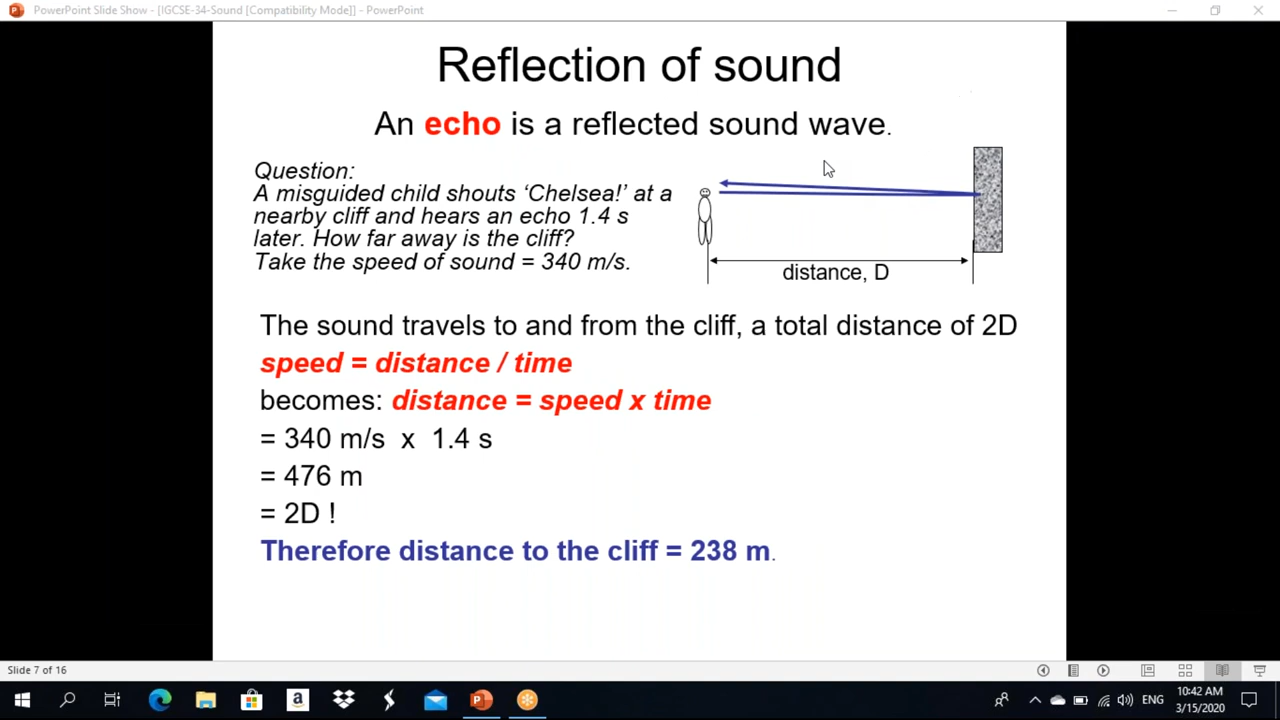 PowerPoint Slide Show - [IGCSE-34-Sound [Compatibility Mode]] - PowerPoint
Reflection of sound
An echo is a reflected sound wave.
Question:
A misguided child shouts ‘Chelsea!’ at a
nearby cliff and hears an echo 1.4 s
later. How far away is the cliff?
Take the speed of sound = 340 m/s.
distance, D
The sound travels to and from the cliff, a total distance of 2D
speed = distance / time
becomes: distance = speed x time
= 340 m/s x 1.4 s
= 476 m
= 2D !
Therefore distance to the cliff = 238 m.
Slide 7 of 16
ENG
10:42 AM
3/15/2020